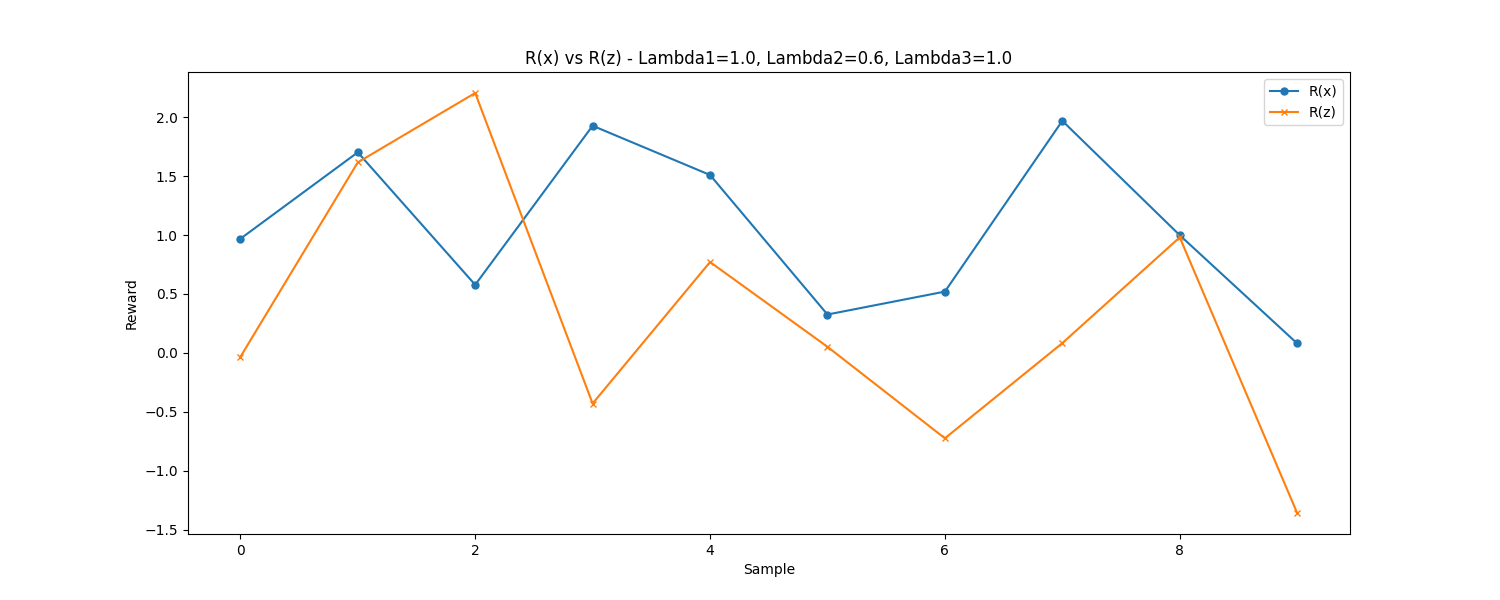 R(x) vs R(z) - Lambda1=1.0, Lambda2=0.6, Lambda3=1.0
R(x)
R(z)
Reward
2.0
1.5
1.0
0.5
0.0
−0.5
−1.0
−1.5
0 2 4 6 8
Sample